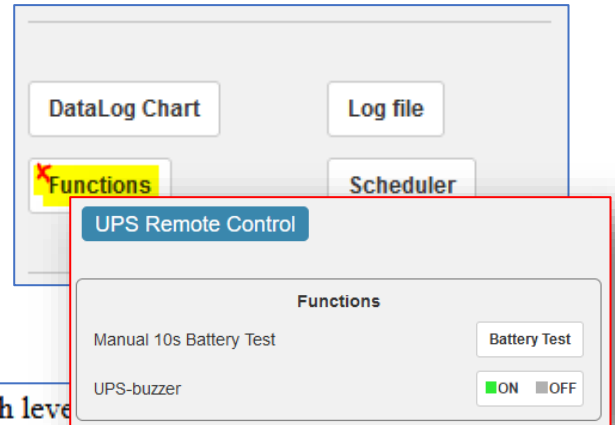 DataLog Chart Log file
Functions Scheduler
UPS Remote Control
Functions
Manual 10s Battery Test Battery Test
UPS-buzzer ON OFF
h leve